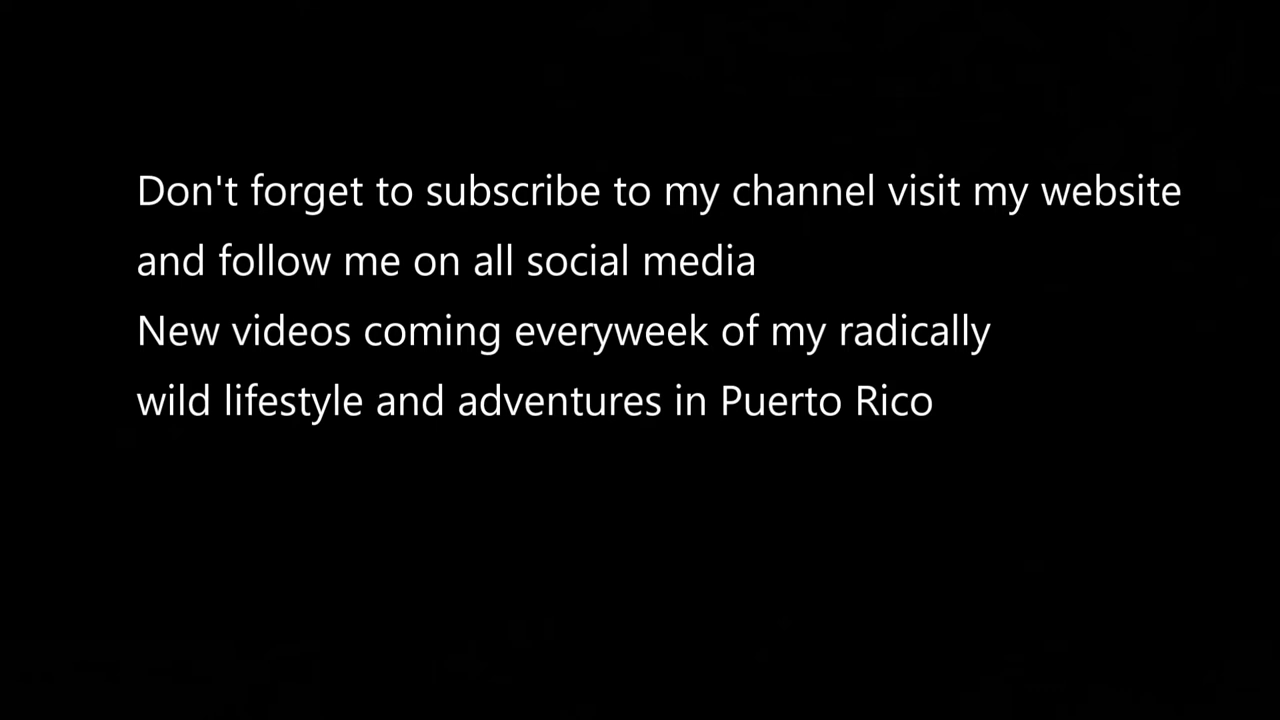 Don't forget to subscribe to my channel visit my website
and follow me on all social media
New videos coming everyweek of my radically
wild lifestyle and adventures in Puerto Rico